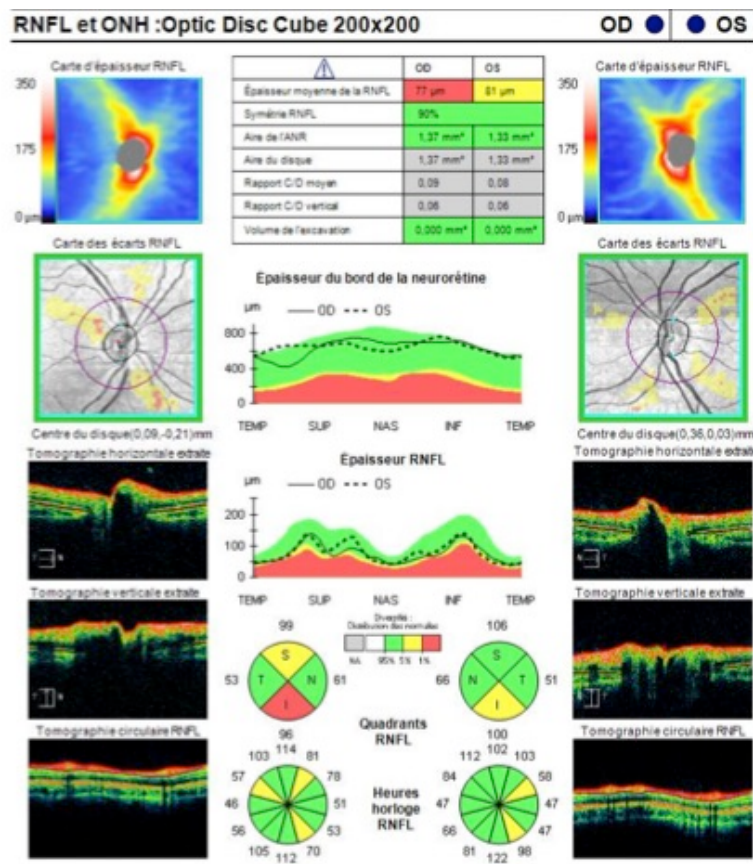 RNFL et ONH :Optic Disc Cube 200x200 OD OS
Carte d'épaisseur RNFL
350
175
0 µm
OD OS
Épaisseur moyenne de la RNFL 77 µm 81 µm
Symétrie RNFL 90%
Aire de l'ANR 1,37 mm² 1,33 mm²
Aire du disque 1,37 mm² 1,33 mm²
Rapport C/D moyen 0,09 0,08
Rapport C/D vertical 0,06 0,06
Volume de l'excavation 0,000 mm³ 0,000 mm³
Carte d'épaisseur RNFL
350
175
0 µm
Carte des écarts RNFL
Carte des écarts RNFL
Épaisseur du bord de la neurorétine
µm OD OS
800
400
0
TEMP SUP NAS INF TEMP
Centre du disque(0,09,-0,21)mm
Centre du disque(0,36,0,03)mm
Tomographie horizontale extraite
Tomographie horizontale extraite
Épaisseur RNFL
µm OD OS
200
100
0
TEMP SUP NAS INF TEMP
T N
T N
Tomographie verticale extraite
Tomographie verticale extraite
Distribution des normales
NA 95% 5% 1%
99
S
53 T N 61
I
96
106
S
66 N T 51
I
100
Quadrants
RNFL
Tomographie circulaire RNFL
Tomographie circulaire RNFL
114
103 81
57 78
46 51
56 53
105 70
112
102
112 103
84 58
47 47
66 47
81 98
122
Heures
horloge
RNFL